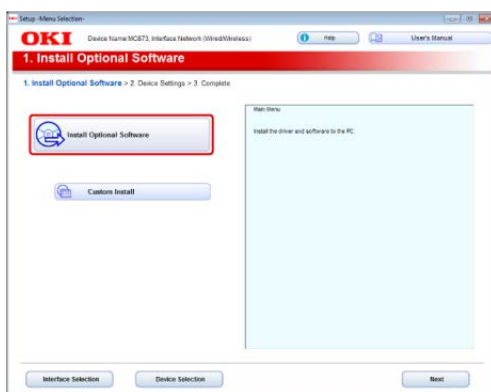 Setup -Menu Selection-
OKI
Device Name:MC873, Interface:Network (Wired/Wireless)
Help
User's Manual
1. Install Optional Software
1. Install Optional Software > 2. Device Settings > 3. Complete
Install Optional Software
Custom Install
Main Menu
Install the driver and software to the PC.
Interface Selection
Device Selection
Next